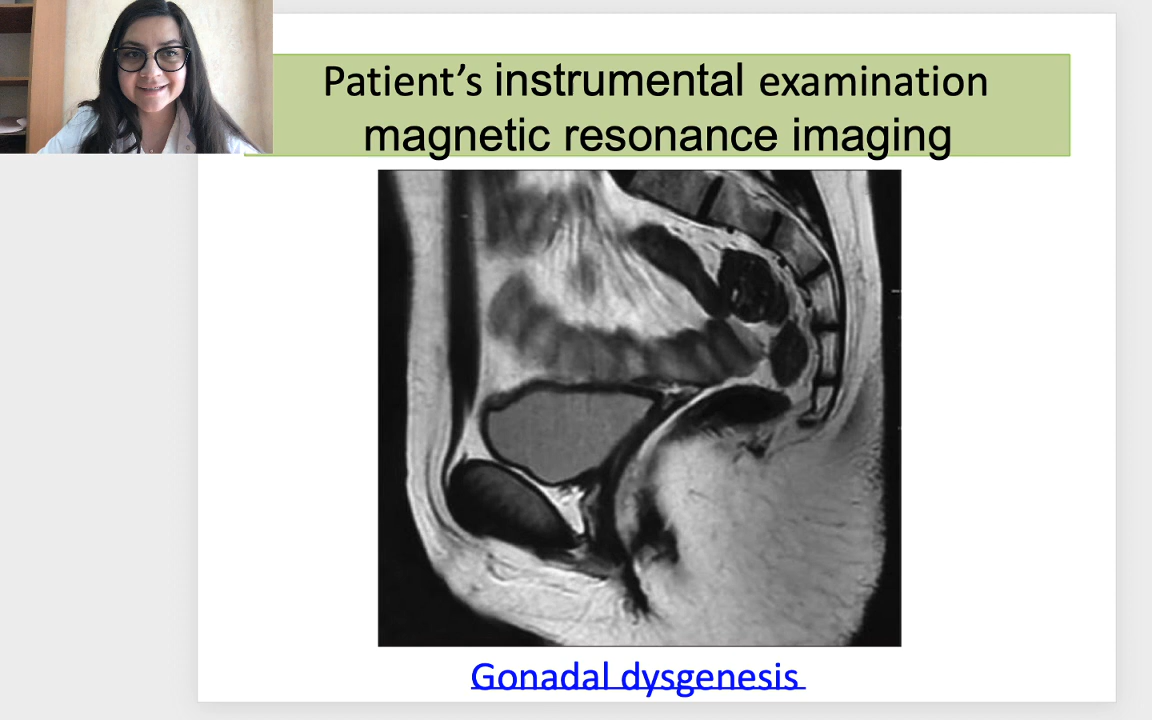 Patient’s instrumental examination
magnetic resonance imaging
Gonadal dysgenesis